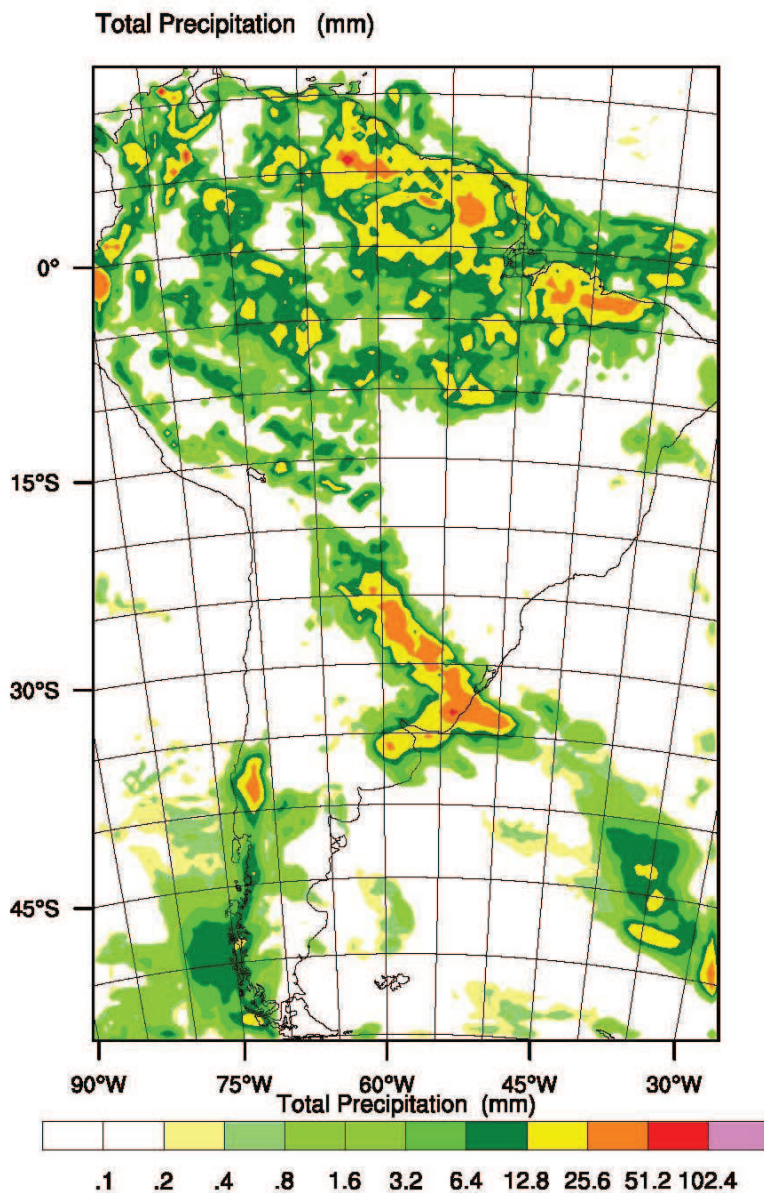 Total Precipitation (mm)
0°
15°S
30°S
45°S
90°W 75°W 60°W 45°W 30°W
Total Precipitation (mm)
.1 .2 .4 .8 1.6 3.2 6.4 12.8 25.6 51.2 102.4